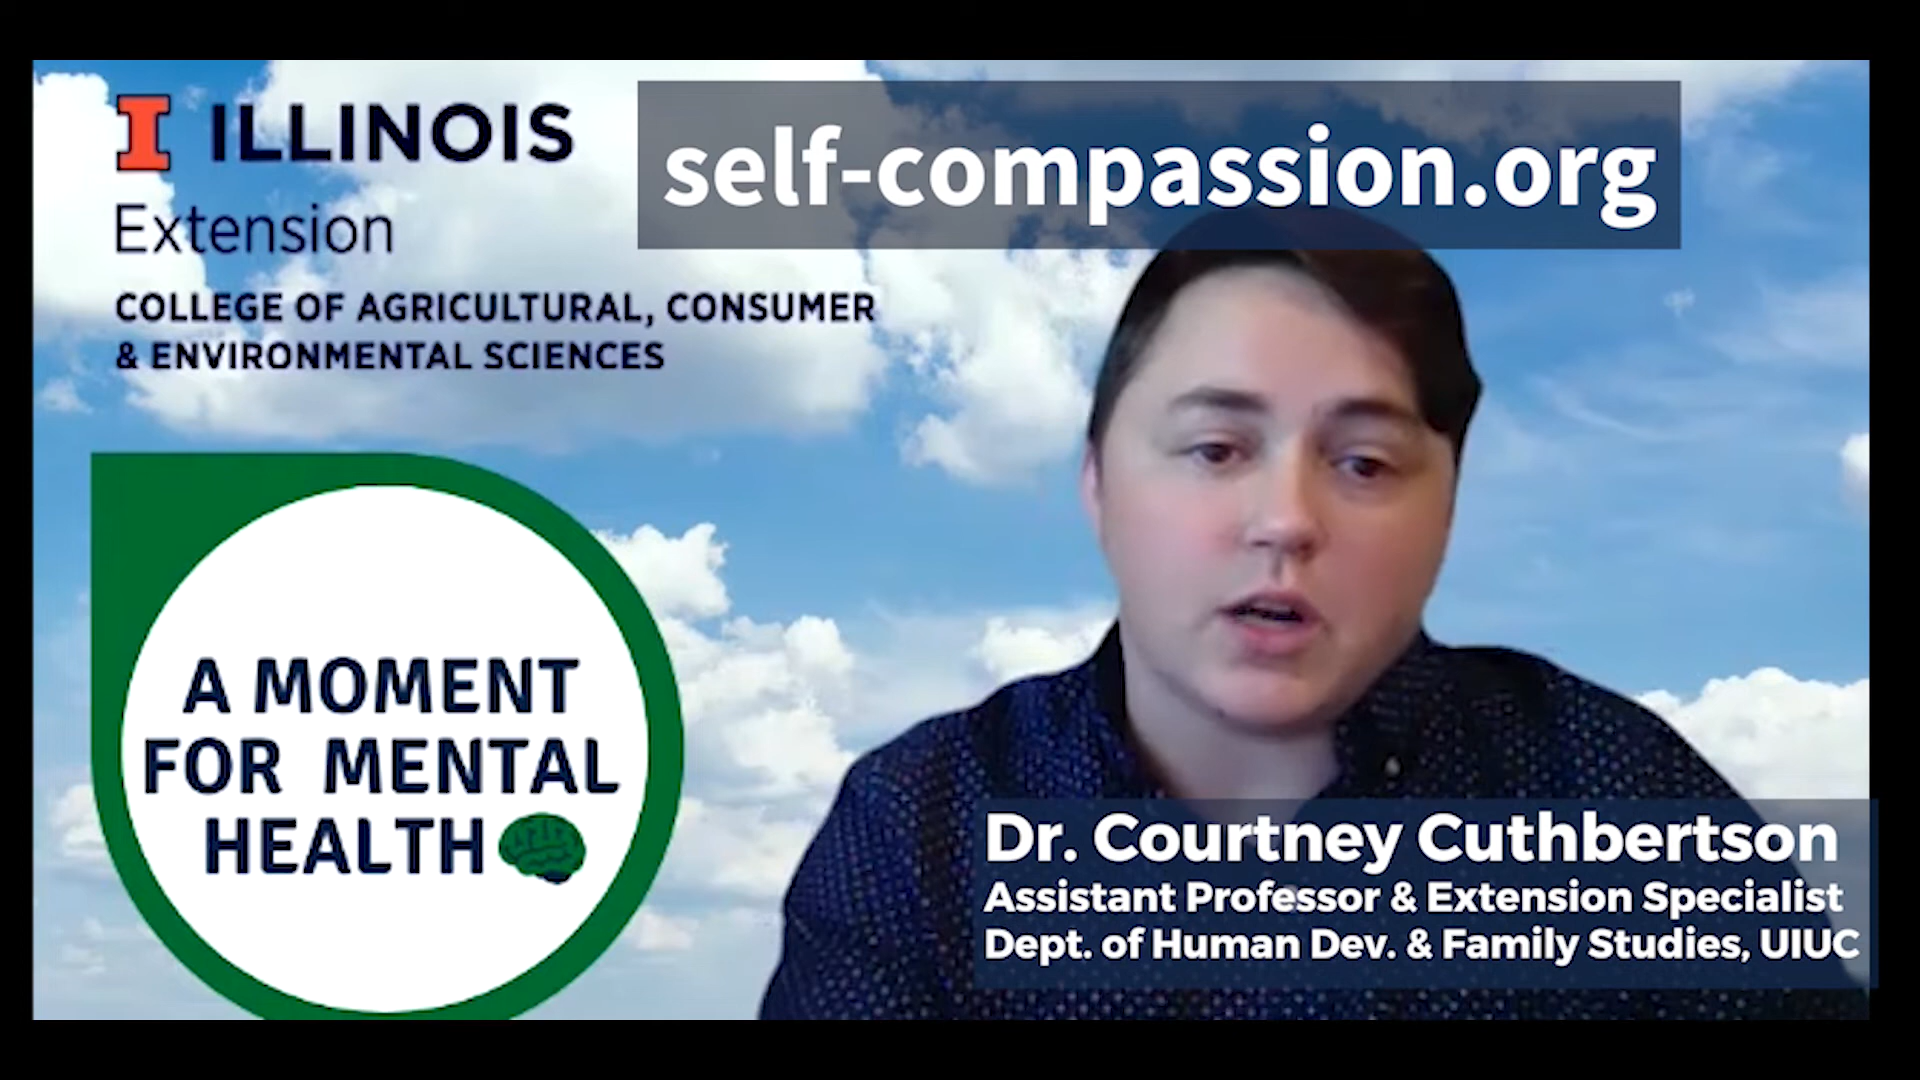 I ILLINOIS
Extension
COLLEGE OF AGRICULTURAL, CONSUMER
& ENVIRONMENTAL SCIENCES
self-compassion.org
A MOMENT
FOR MENTAL
HEALTH
Dr. Courtney Cuthbertson
Assistant Professor & Extension Specialist
Dept. of Human Dev. & Family Studies, UIUC